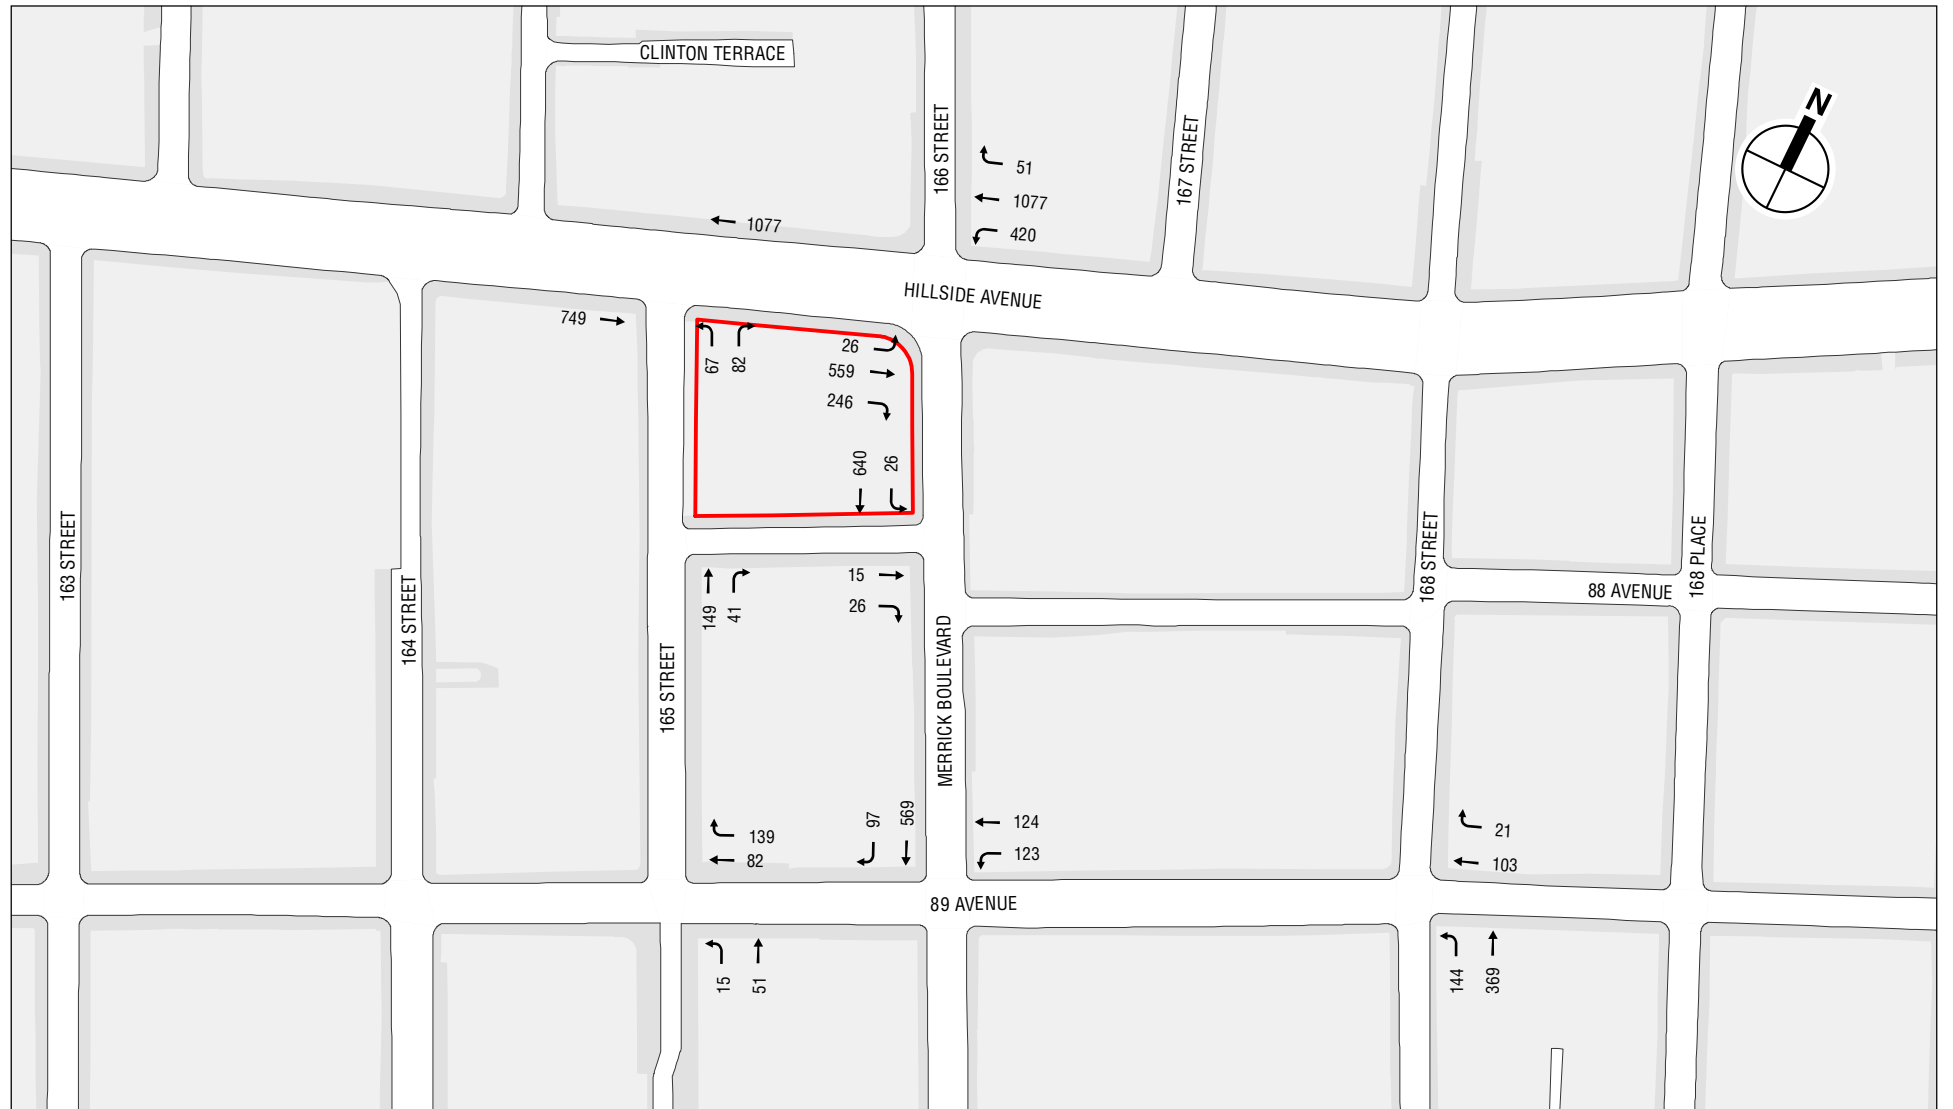 CLINTON TERRACE
N
166 STREET
167 STREET
51
1077
420
1077
HILLSIDE AVENUE
749
67
82
26
559
246
640
26
163 STREET
164 STREET
165 STREET
149
41
15
26
MERRICK BOULEVARD
168 STREET
88 AVENUE
168 PLACE
139
82
97
569
124
123
21
103
89 AVENUE
15
51
144
369